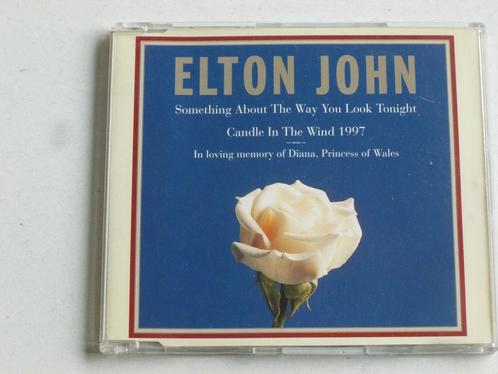 ELTON JOHN
Something About The Way You Look Tonight
Candle In The Wind 1997
In loving memory of Diana, Princess of Wales